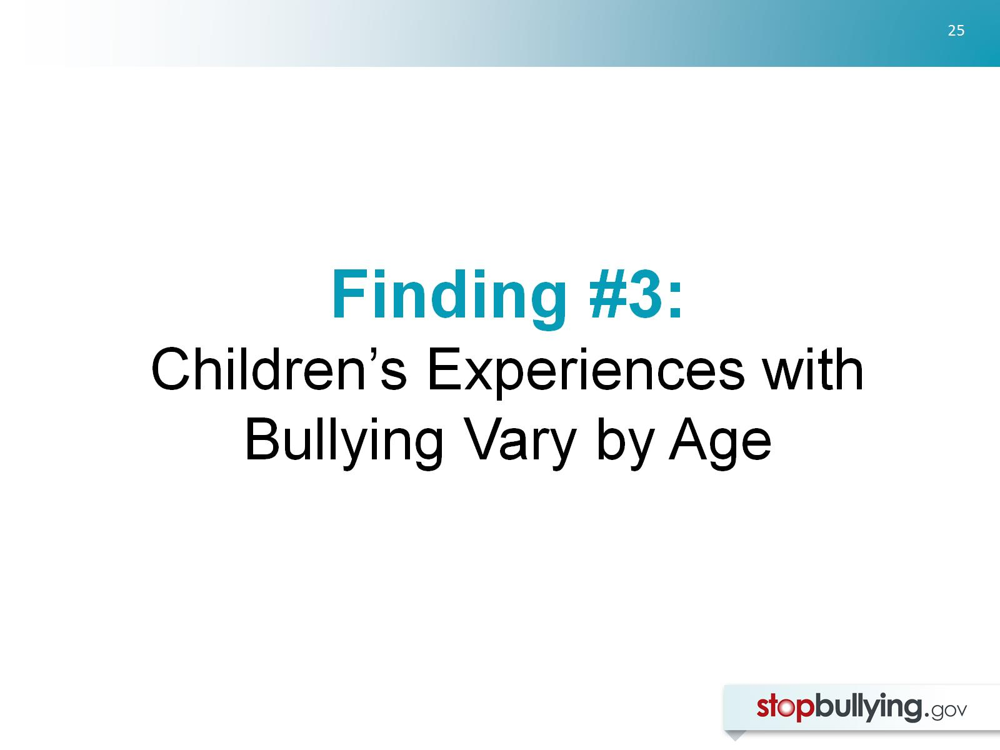 25
Finding #3:
Children’s Experiences with
Bullying Vary by Age
stopbullying.gov